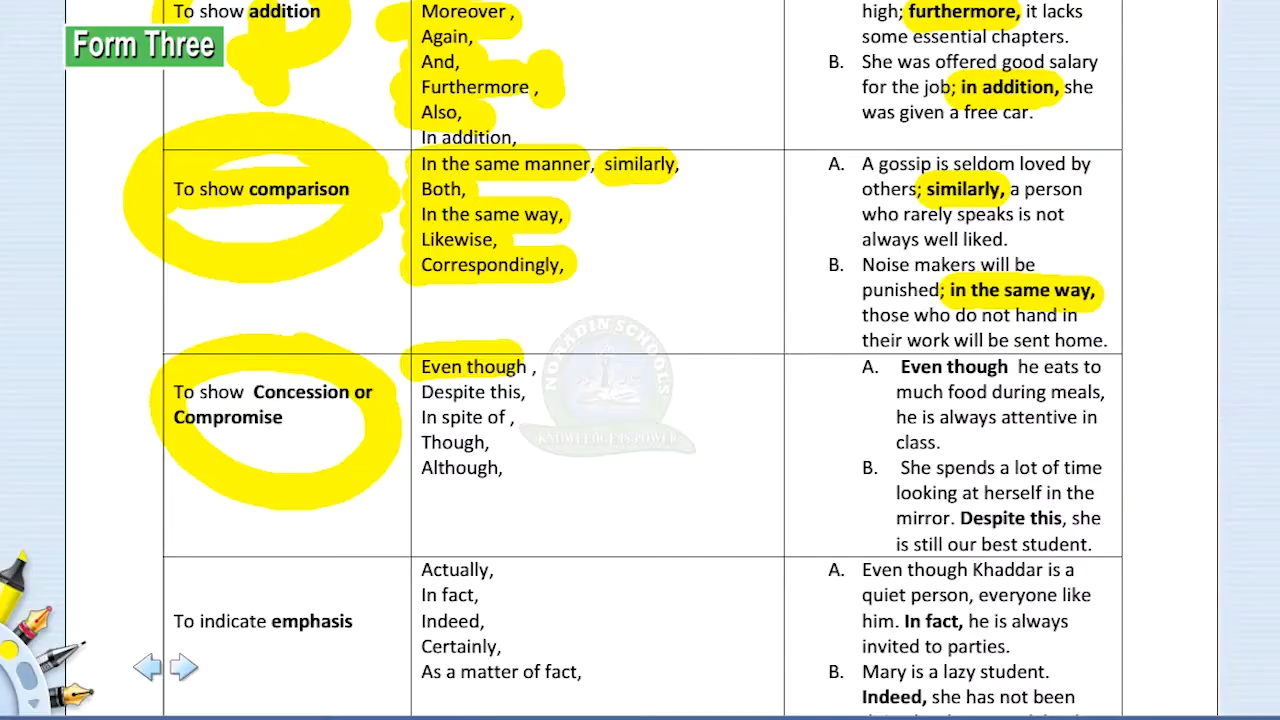 To show addition
Moreover ,
high; furthermore, it lacks
Form Three
Again,
some essential chapters.
And,
B. She was offered good salary
Furthermore ,
for the job; in addition, she
Also,
was given a free car.
In addition,
In the same manner, similarly,
A. A gossip is seldom loved by
To show comparison
Both,
others; similarly, a person
In the same way,
who rarely speaks is not
Likewise,
always well liked.
Correspondingly,
B. Noise makers will be
punished; in the same way,
those who do not hand in
their work will be sent home.
NORADIN SCHOOLS
KNOWLEDGE IS POWER
To show Concession or
Compromise
Even though ,
Despite this,
In spite of ,
Though,
Although,
A. Even though he eats to
much food during meals,
he is always attentive in
class.
B. She spends a lot of time
looking at herself in the
mirror. Despite this, she
is still our best student.
To indicate emphasis
Actually,
In fact,
Indeed,
Certainly,
As a matter of fact,
A. Even though Khaddar is a
quiet person, everyone like
him. In fact, he is always
invited to parties.
B. Mary is a lazy student.
Indeed, she has not been